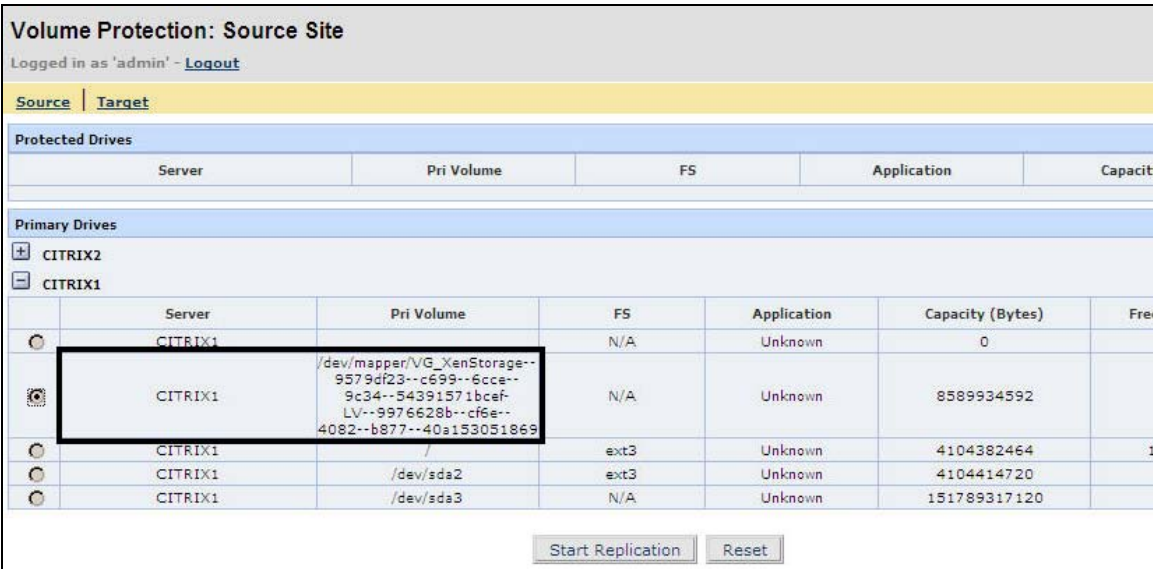 Volume Protection: Source Site
Logged in as 'admin' - Logout
Source | Target
Protected Drives
Server Pri Volume FS Application Capacit
Primary Drives
CITRIX2
CITRIX1
Server Pri Volume FS Application Capacity (Bytes) Fre
CITRIX1 N/A Unknown 0
/dev/mapper/VG_XenStorage--
9579df23--c699--6cce--
CITRIX1 9c34--54391571bcef- N/A Unknown 8589934592
LV--9976628b--cf6e--
4082--b877--40a153051869
CITRIX1 / ext3 Unknown 4104382464 1
CITRIX1 /dev/sda2 ext3 Unknown 4104414720
CITRIX1 /dev/sda3 N/A Unknown 151789317120
Start Replication Reset